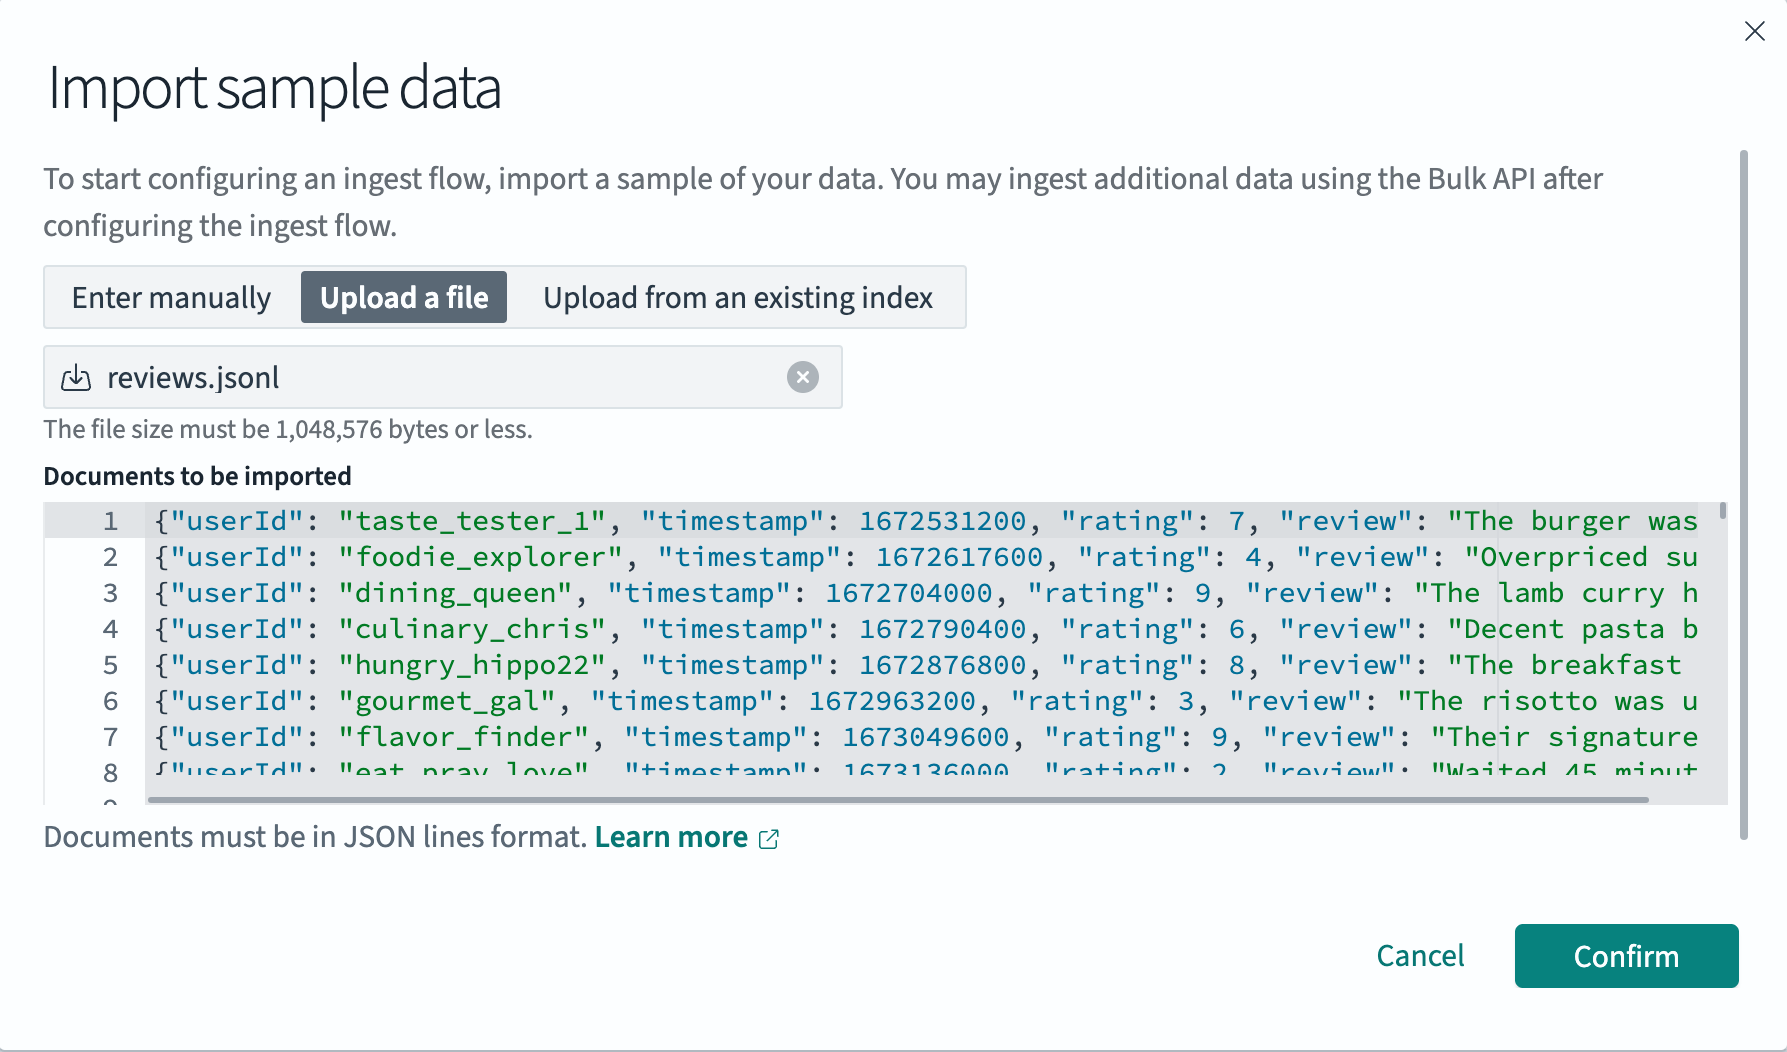 Import sample data
To start configuring an ingest flow, import a sample of your data. You may ingest additional data using the Bulk API after
configuring the ingest flow.
Enter manually Upload a file Upload from an existing index
reviews.jsonl
The file size must be 1,048,576 bytes or less.
Documents to be imported
1 {"userId": "taste_tester_1", "timestamp": 1672531200, "rating": 7, "review": "The burger was
2 {"userId": "foodie_explorer", "timestamp": 1672617600, "rating": 4, "review": "Overpriced su
3 {"userId": "dining_queen", "timestamp": 1672704000, "rating": 9, "review": "The lamb curry h
4 {"userId": "culinary_chris", "timestamp": 1672790400, "rating": 6, "review": "Decent pasta b
5 {"userId": "hungry_hippo22", "timestamp": 1672876800, "rating": 8, "review": "The breakfast
6 {"userId": "gourmet_gal", "timestamp": 1672963200, "rating": 3, "review": "The risotto was u
7 {"userId": "flavor_finder", "timestamp": 1673049600, "rating": 9, "review": "Their signature
8 {"userId": "eat_pray_love", "timestamp": 1673136000, "rating": 2, "review": "Waited 45 minut
Documents must be in JSON lines format. Learn more
Cancel Confirm